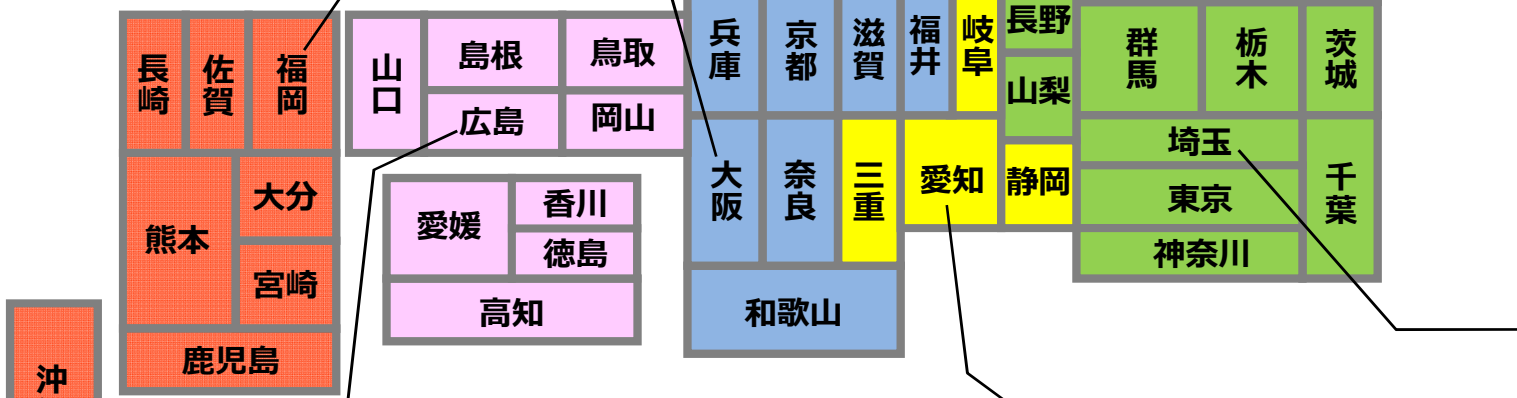 長崎
佐賀
福岡
熊本
大分
宮崎
鹿児島
沖
山口
島根
鳥取
広島
岡山
愛媛
香川
徳島
高知
兵庫
京都
滋賀
福井
岐阜
大阪
奈良
三重
愛知
和歌山
長野
山梨
静岡
群馬
栃木
茨城
埼玉
東京
神奈川
千葉